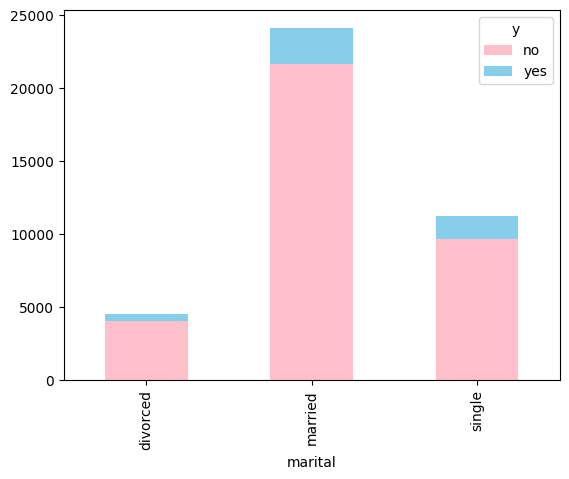 25000
20000
15000
10000
5000
0
y
no
yes
divorced
married
single
marital